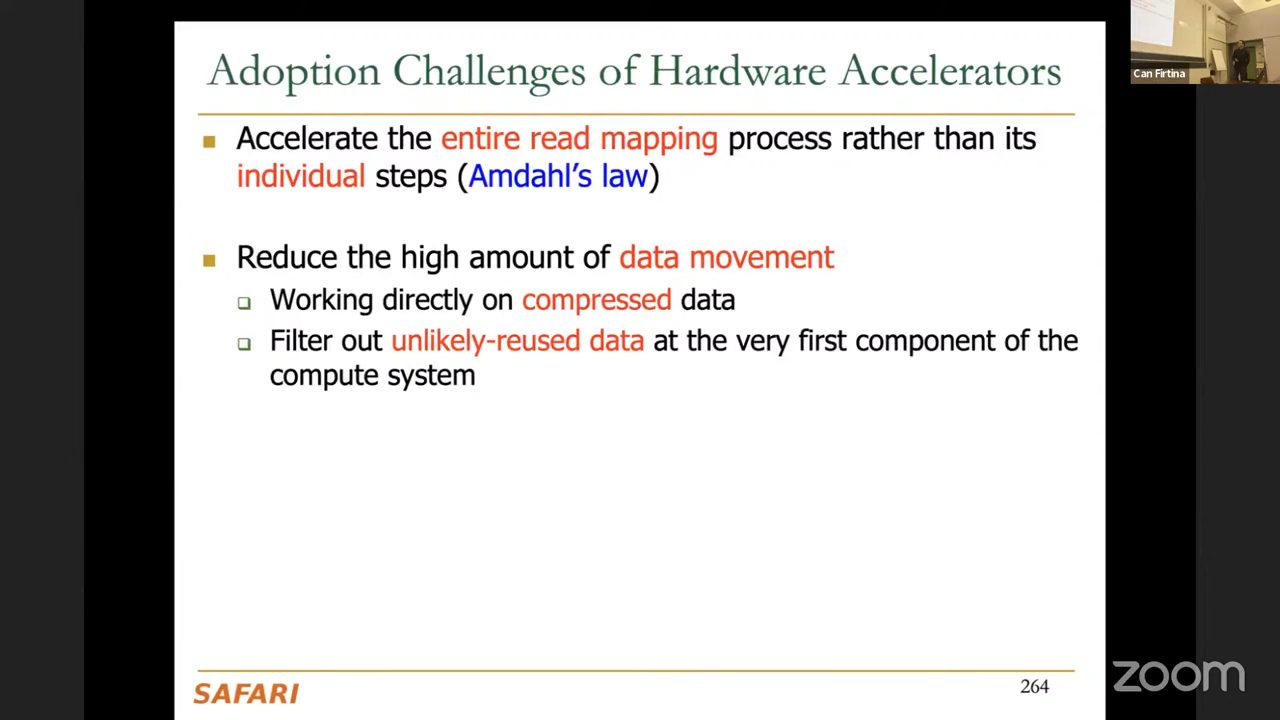 Adoption Challenges of Hardware Accelerators
Can Firtina
Accelerate the entire read mapping process rather than its
individual steps (Amdahl’s law)
Reduce the high amount of data movement
Working directly on compressed data
Filter out unlikely-reused data at the very first component of the
compute system
SAFARI
264
zoom